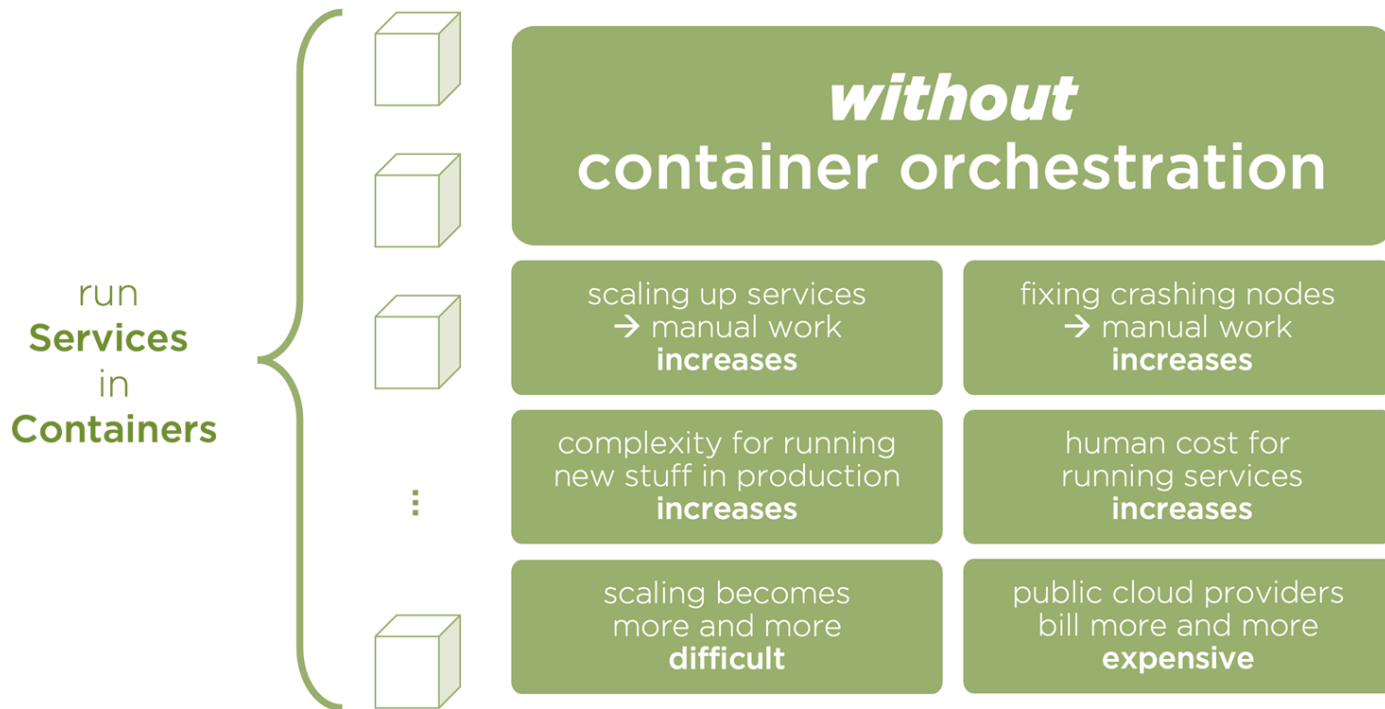 run
Services
in
Containers
⋮
without
container orchestration
scaling up services
→ manual work
increases
fixing crashing nodes
→ manual work
increases
complexity for running
new stuff in production
increases
human cost for
running services
increases
scaling becomes
more and more
difficult
public cloud providers
bill more and more
expensive